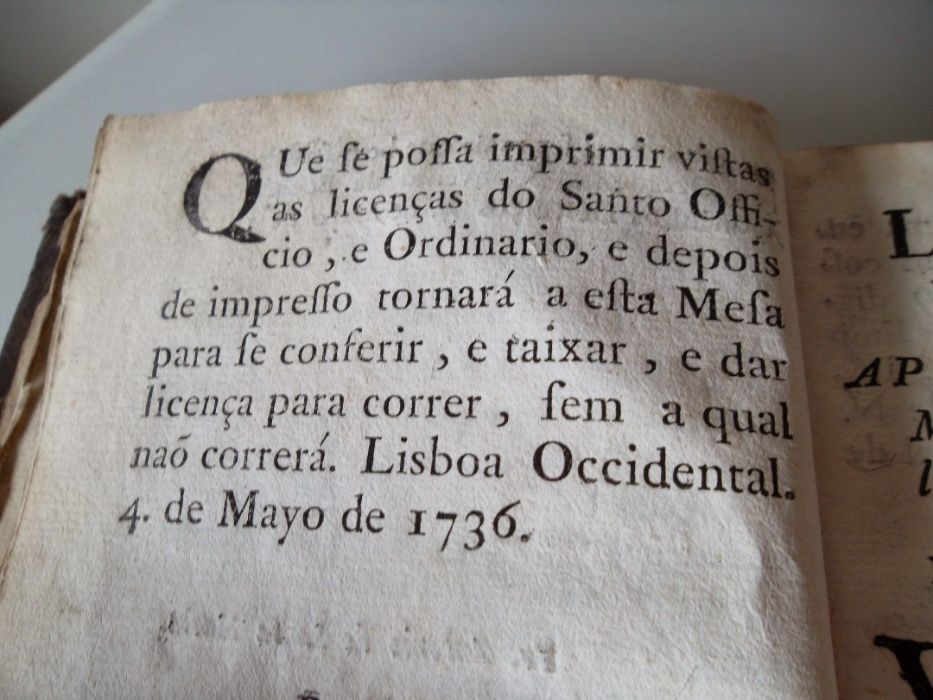 QUe ſe poſſa imprimir viſtas
as licenças do Santo Offi-
cio, e Ordinario, e depois
de impreſſo tornará a eſta Meſa
para ſe conferir, e taixar, e dar
licença para correr, ſem a qual
naõ correrá. Lisboa Occidental.
4. de Mayo de 1736.
L
AP